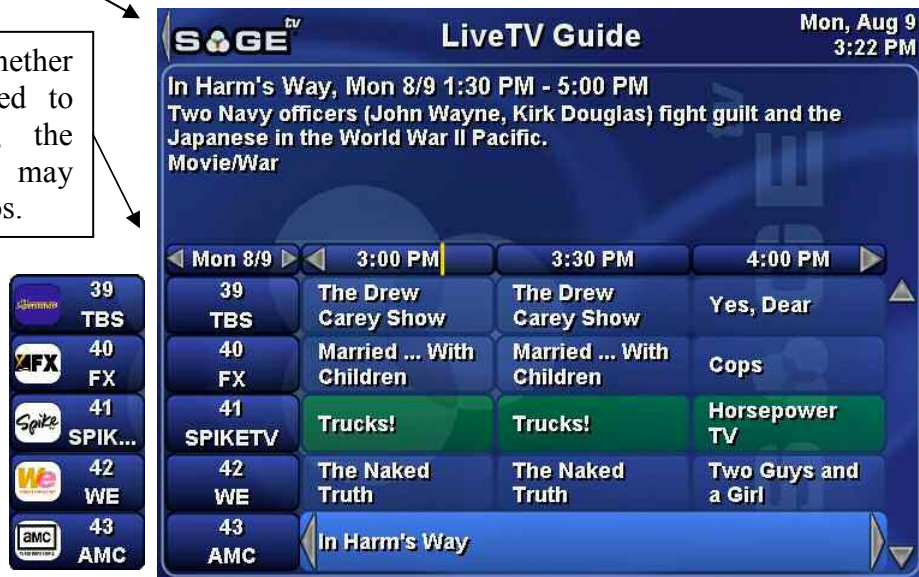 hether
ed to
the
may
os.
SAGE tv
LiveTV Guide
Mon, Aug 9
3:22 PM
In Harm's Way, Mon 8/9 1:30 PM - 5:00 PM
Two Navy officers (John Wayne, Kirk Douglas) fight guilt and the
Japanese in the World War II Pacific.
Movie/War
Mon 8/9 3:00 PM 3:30 PM 4:00 PM
39
TBS
40
FX
41
SPIK...
42
WE
43
AMC
FX
Spike
We
amc
39
TBS
The Drew
Carey Show
The Drew
Carey Show
Yes, Dear
40
FX
Married ... With
Children
Married ... With
Children
Cops
41
SPIKETV
Trucks!
Trucks!
Horsepower
TV
42
WE
The Naked
Truth
The Naked
Truth
Two Guys and
a Girl
43
AMC
In Harm's Way